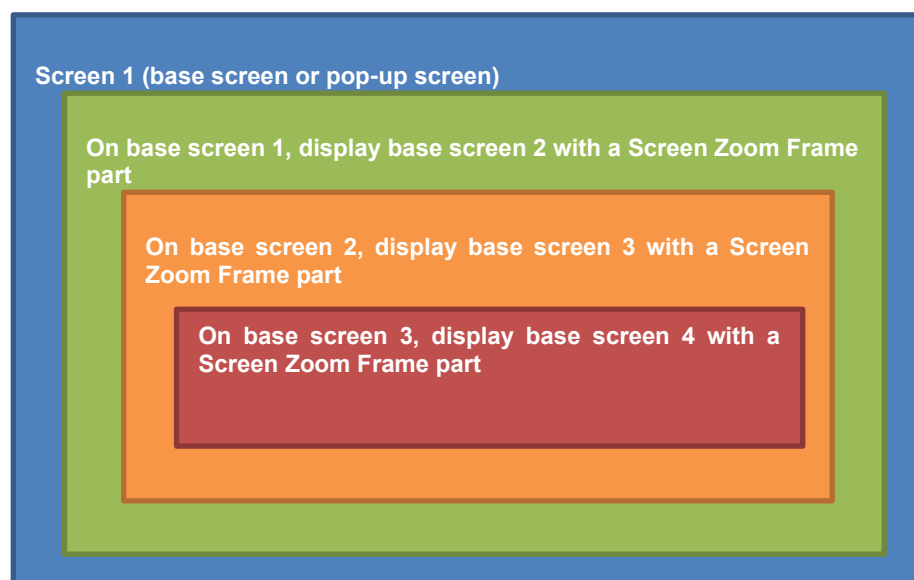 Screen 1 (base screen or pop-up screen)
On base screen 1, display base screen 2 with a Screen Zoom Frame
part
On base screen 2, display base screen 3 with a Screen
Zoom Frame part
On base screen 3, display base screen 4 with a
Screen Zoom Frame part